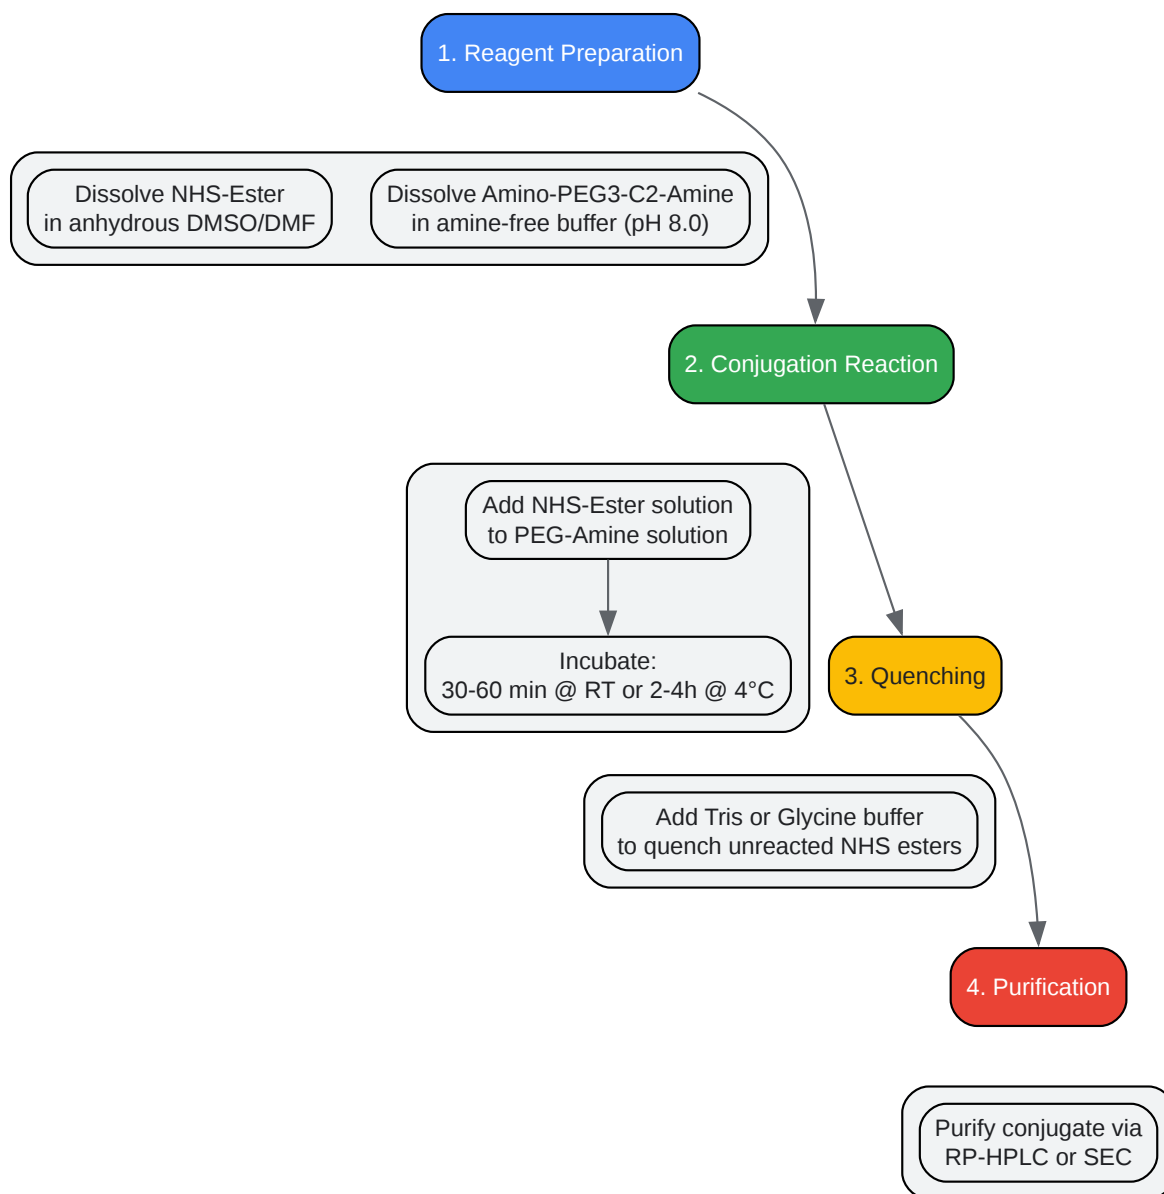 1. Reagent Preparation
Dissolve NHS-Ester
in anhydrous DMSO/DMF
Dissolve Amino-PEG3-C2-Amine
in amine-free buffer (pH 8.0)
2. Conjugation Reaction
Add NHS-Ester solution
to PEG-Amine solution
Incubate:
30-60 min @ RT or 2-4h @ 4°C
3. Quenching
Add Tris or Glycine buffer
to quench unreacted NHS esters
4. Purification
Purify conjugate via
RP-HPLC or SEC